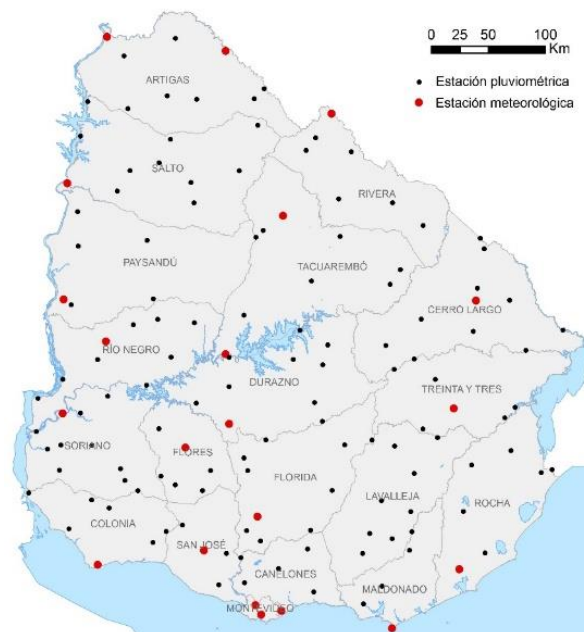 0 25 50 100
Km
Estación pluviométrica
Estación meteorológica
ARTIGAS
SALTO
RIVERA
PAYSANDÚ
TACUAREMBÓ
CERRO LARGO
RÍO NEGRO
DURAZNO
TREINTA Y TRES
SORIANO
FLORES
FLORIDA
LAVALLEJA
ROCHA
COLONIA
SAN JOSÉ
CANELONES
MALDONADO
MONTEVIDEO